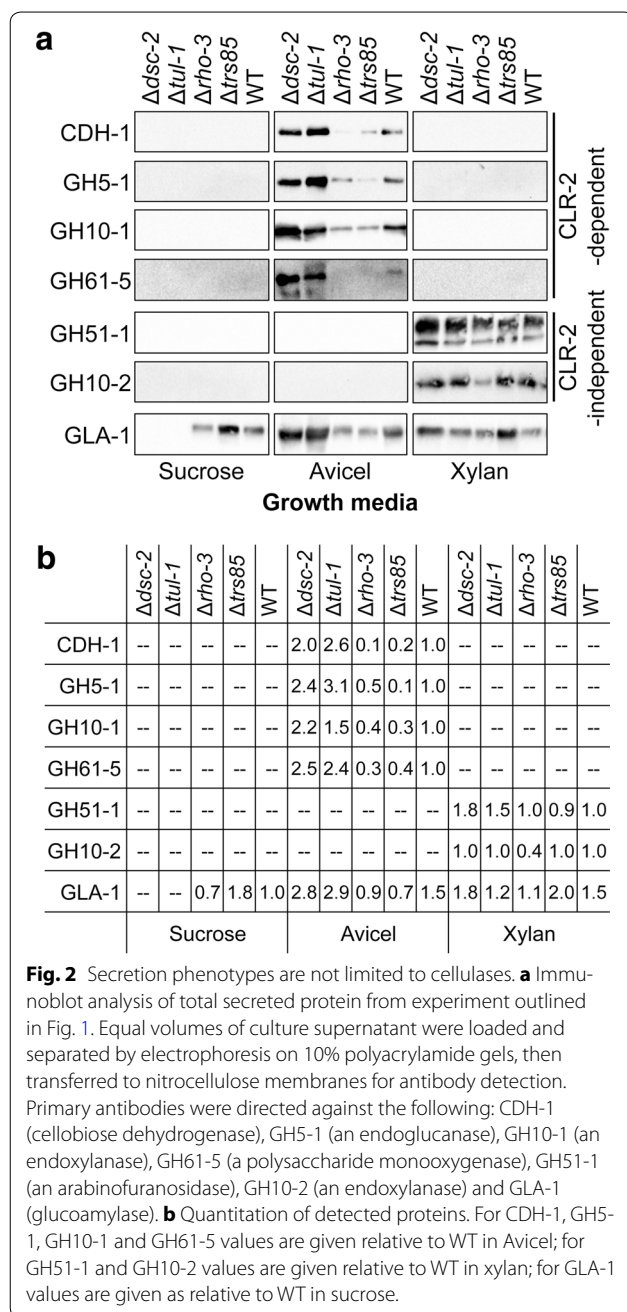 a
Δdsc-2 Δtul-1 Δrho-3 Δtrs85 WT Δdsc-2 Δtul-1 Δrho-3 Δtrs85 WT Δdsc-2 Δtul-1 Δrho-3 Δtrs85 WT
CDH-1
GH5-1
GH10-1
GH61-5
GH51-1
GH10-2
GLA-1
CLR-2
-dependent
CLR-2
-independent
Sucrose Avicel Xylan
Growth media
b
Δdsc-2 Δtul-1 Δrho-3 Δtrs85 WT Δdsc-2 Δtul-1 Δrho-3 Δtrs85 WT Δdsc-2 Δtul-1 Δrho-3 Δtrs85 WT
CDH-1 -- -- -- -- -- 2.0 2.6 0.1 0.2 1.0 -- -- -- -- --
GH5-1 -- -- -- -- -- 2.4 3.1 0.5 0.1 1.0 -- -- -- -- --
GH10-1 -- -- -- -- -- 2.2 1.5 0.4 0.3 1.0 -- -- -- -- --
GH61-5 -- -- -- -- -- 2.5 2.4 0.3 0.4 1.0 -- -- -- -- --
GH51-1 -- -- -- -- -- -- -- -- -- -- 1.8 1.5 1.0 0.9 1.0
GH10-2 -- -- -- -- -- -- -- -- -- -- 1.0 1.0 0.4 1.0 1.0
GLA-1 -- -- 0.7 1.8 1.0 2.8 2.9 0.9 0.7 1.5 1.8 1.2 1.1 2.0 1.5
Sucrose Avicel Xylan
Fig. 2 Secretion phenotypes are not limited to cellulases. a Immu-
noblot analysis of total secreted protein from experiment outlined
in Fig. 1. Equal volumes of culture supernatant were loaded and
separated by electrophoresis on 10% polyacrylamide gels, then
transferred to nitrocellulose membranes for antibody detection.
Primary antibodies were directed against the following: CDH-1
(cellobiose dehydrogenase), GH5-1 (an endoglucanase), GH10-1 (an
endoxylanase), GH61-5 (a polysaccharide monooxygenase), GH51-1
(an arabinofuranosidase), GH10-2 (an endoxylanase) and GLA-1
(glucoamylase). b Quantitation of detected proteins. For CDH-1, GH5-
1, GH10-1 and GH61-5 values are given relative to WT in Avicel; for
GH51-1 and GH10-2 values are given relative to WT in xylan; for GLA-1
values are given as relative to WT in sucrose.